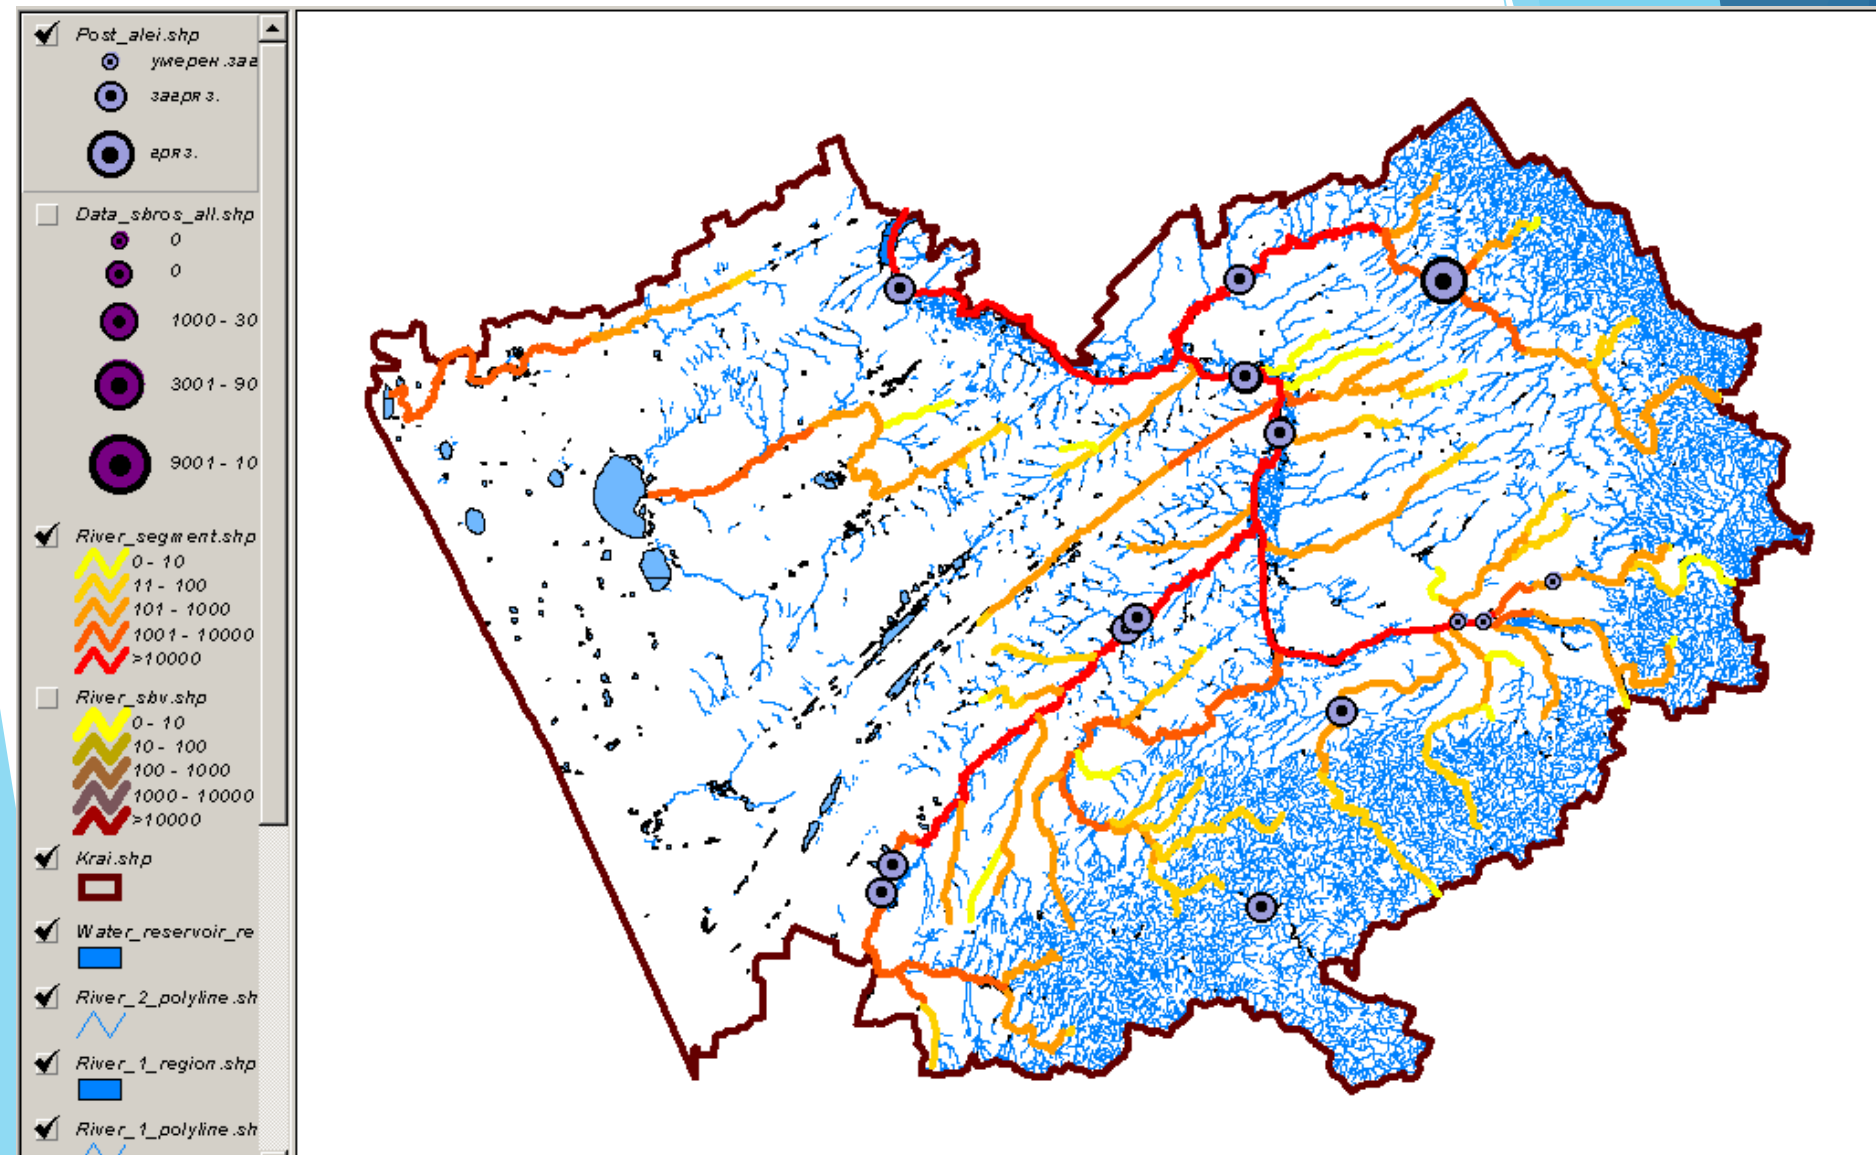 Post_alei.shp
умерен.заг
загряз.
гряз.
Data_sbros_all.shp
0
0
1000 - 30
3001 - 90
9001 - 10
River_segment.shp
0 - 10
11 - 100
101 - 1000
1001 - 10000
>10000
River_sbv.shp
0 - 10
10 - 100
100 - 1000
1000 - 10000
>10000
Krai.shp
Water_reservoir_re
River_2_polyline.sh
River_1_region.shp
River_1_polyline.sh